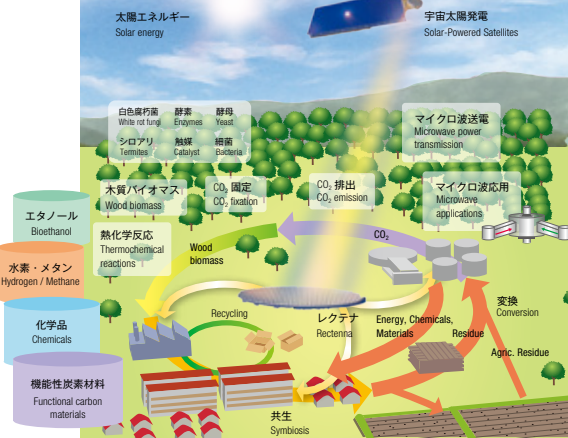 太陽エネルギー
Solar energy
宇宙太陽発電
Solar-Powered Satellites
白色腐朽菌 酵素 酵母
White rot fungi Enzymes Yeast
シロアリ 触媒 細菌
Termites Catalyst Bacteria
マイクロ波送電
Microwave power
transmission
木質バイオマス
Wood biomass
CO₂ 固定
CO₂ fixation
CO₂ 排出
CO₂ emission
マイクロ波応用
Microwave
applications
エタノール
Bioethanol
熱化学反応
Thermochemical
reactions
Wood
biomass
CO₂
水素・メタン
Hydrogen / Methane
化学品
Chemicals
Recycling
レクテナ
Rectenna
Energy, Chemicals,
Materials
Residue
変換
Conversion
Agric. Residue
機能性炭素材料
Functional carbon
materials
共生
Symbiosis